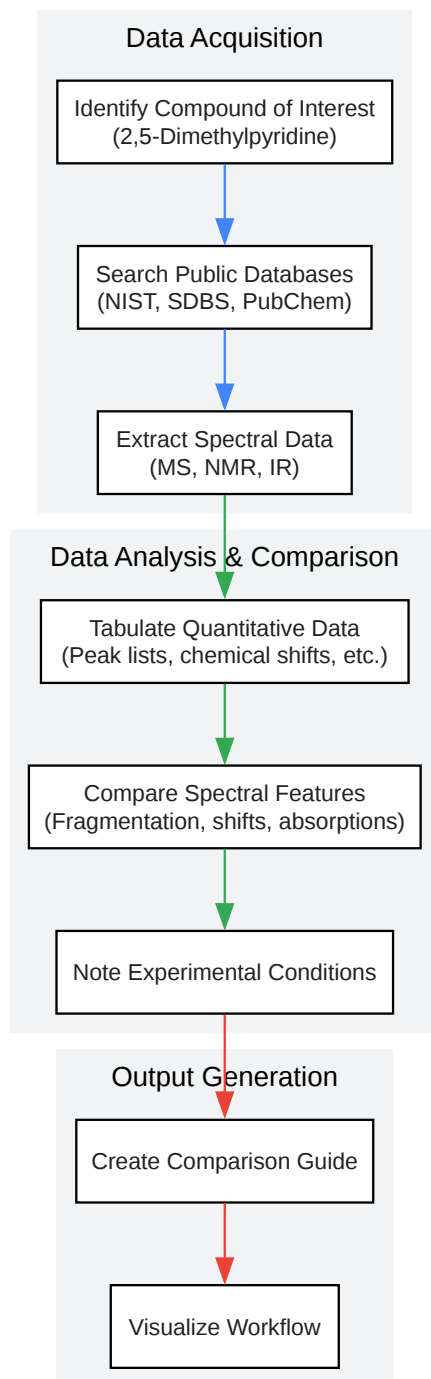 Data Acquisition
Identify Compound of Interest
(2,5-Dimethylpyridine)
Search Public Databases
(NIST, SDBS, PubChem)
Extract Spectral Data
(MS, NMR, IR)
Data Analysis & Comparison
Tabulate Quantitative Data
(Peak lists, chemical shifts, etc.)
Compare Spectral Features
(Fragmentation, shifts, absorptions)
Note Experimental Conditions
Output Generation
Create Comparison Guide
Visualize Workflow